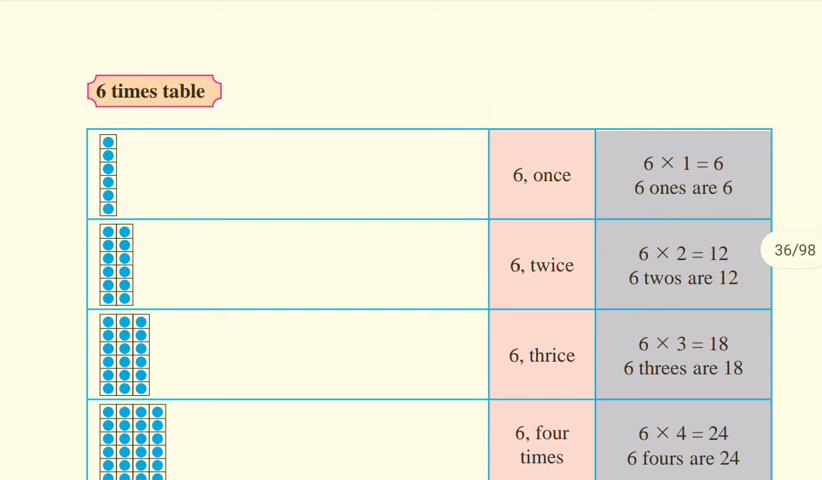 6 times table
6, once
6 × 1 = 6
6 ones are 6
6, twice
6 × 2 = 12
6 twos are 12
36/98
6, thrice
6 × 3 = 18
6 threes are 18
6, four
times
6 × 4 = 24
6 fours are 24